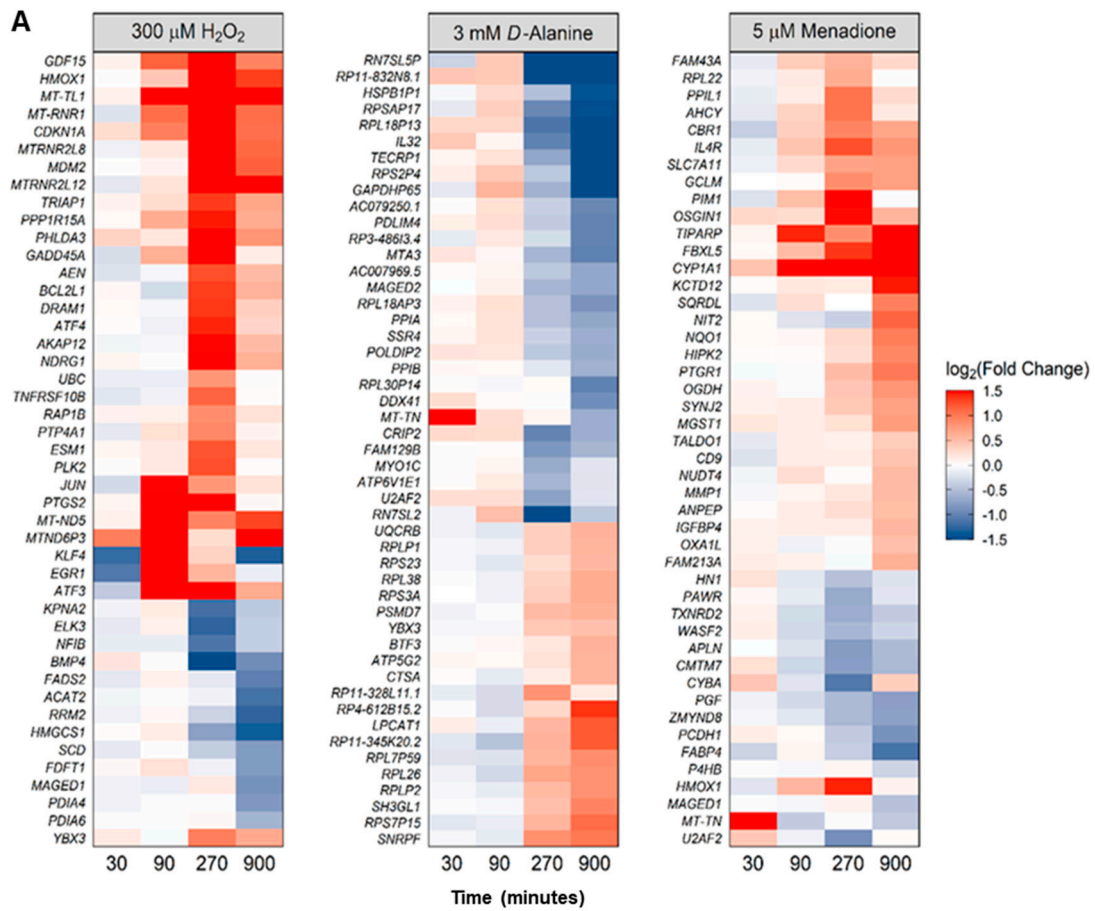 A
300 μM H₂O₂
GDF15
HMOX1
MT-TL1
MT-RNR1
CDKN1A
MTRNR2L8
MDM2
MTRNR2L12
TRIAP1
PPP1R15A
PHLDA3
GADD45A
AEN
BCL2L1
DRAM1
ATF4
AKAP12
NDRG1
UBC
TNFRSF10B
RAP1B
PTP4A1
ESM1
PLK2
JUN
PTGS2
MT-ND5
MTND6P3
KLF4
EGR1
ATF3
KPNA2
ELK3
NFIB
BMP4
FADS2
ACAT2
RRM2
HMGCS1
SCD
FDFT1
MAGED1
PDIA4
PDIA6
YBX3
30 90 270 900
3 mM D-Alanine
RN7SL5P
RP11-832N8.1
HSPB1P1
RPSAP17
RPL18P13
IL32
TECRP1
RPS2P4
GAPDHP65
AC079250.1
PDLIM4
RP3-486I3.4
MTA3
AC007969.5
MAGED2
RPL18AP3
PPIA
SSR4
POLDIP2
PPIB
RPL30P14
DDX41
MT-TN
CRIP2
FAM129B
MYO1C
ATP6V1E1
U2AF2
RN7SL2
UQCRB
RPLP1
RPS23
RPL38
RPS3A
PSMD7
YBX3
BTF3
ATP5G2
CTSA
RP11-328L11.1
RP4-612B15.2
LPCAT1
RP11-345K20.2
RPL7P59
RPL26
RPLP2
SH3GL1
RPS7P15
SNRPF
30 90 270 900
5 μM Menadione
FAM43A
RPL22
PPIL1
AHCY
CBR1
IL4R
SLC7A11
GCLM
PIM1
OSGIN1
TIPARP
FBXL5
CYP1A1
KCTD12
SQRDL
NIT2
NQO1
HIPK2
PTGR1
OGDH
SYNJ2
MGST1
TALDO1
CD9
NUDT4
MMP1
ANPEP
IGFBP4
OXA1L
FAM213A
HN1
PAWR
TXNRD2
WASF2
APLN
CMTM7
CYBA
PGF
ZMYND8
PCDH1
FABP4
P4HB
HMOX1
MAGED1
MT-TN
U2AF2
30 90 270 900
log₂(Fold Change)
1.5
1.0
0.5
0.0
-0.5
-1.0
-1.5
Time (minutes)